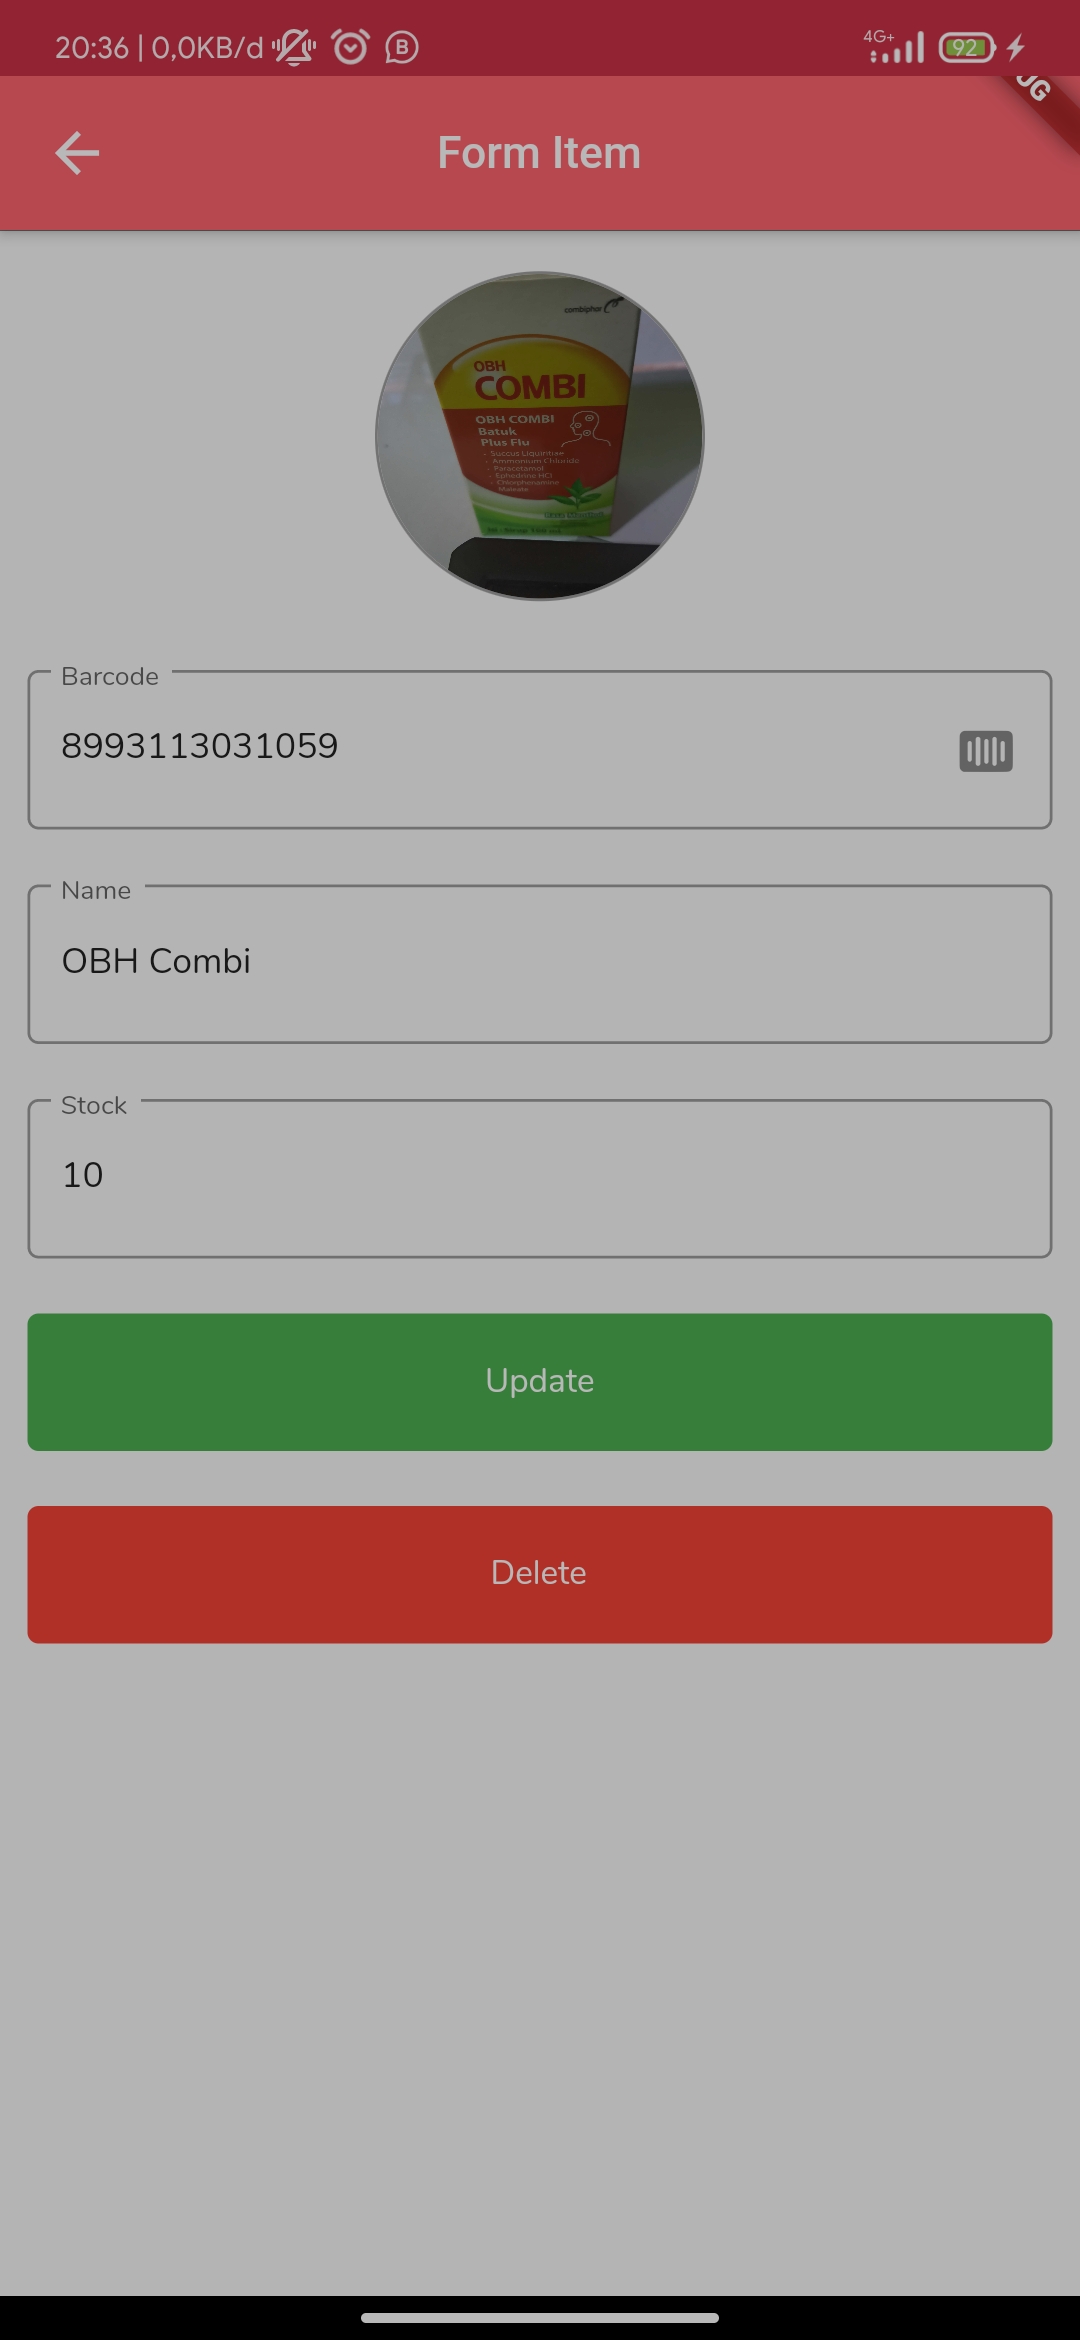 20:36 | 0,0KB/d
B
4G+
92
UG
Form Item
combiphar
OBH
COMBI
OBH COMBI
Batuk
Plus Flu
- Succus Liquiritiae
- Ammonium Chloride
- Paracetamol
- Ephedrine HCl
- Chlorphenamine
Maleate
Barcode
8993113031059
Name
OBH Combi
Stock
10
Update
Delete